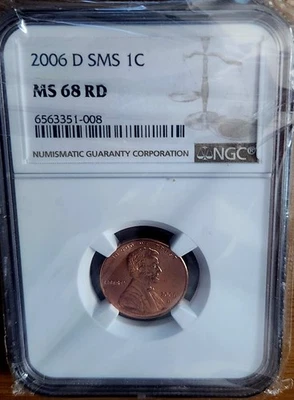 2006 D SMS 1C
MS 68 RD
6563351-008
NUMISMATIC GUARANTY CORPORATION
NGC®